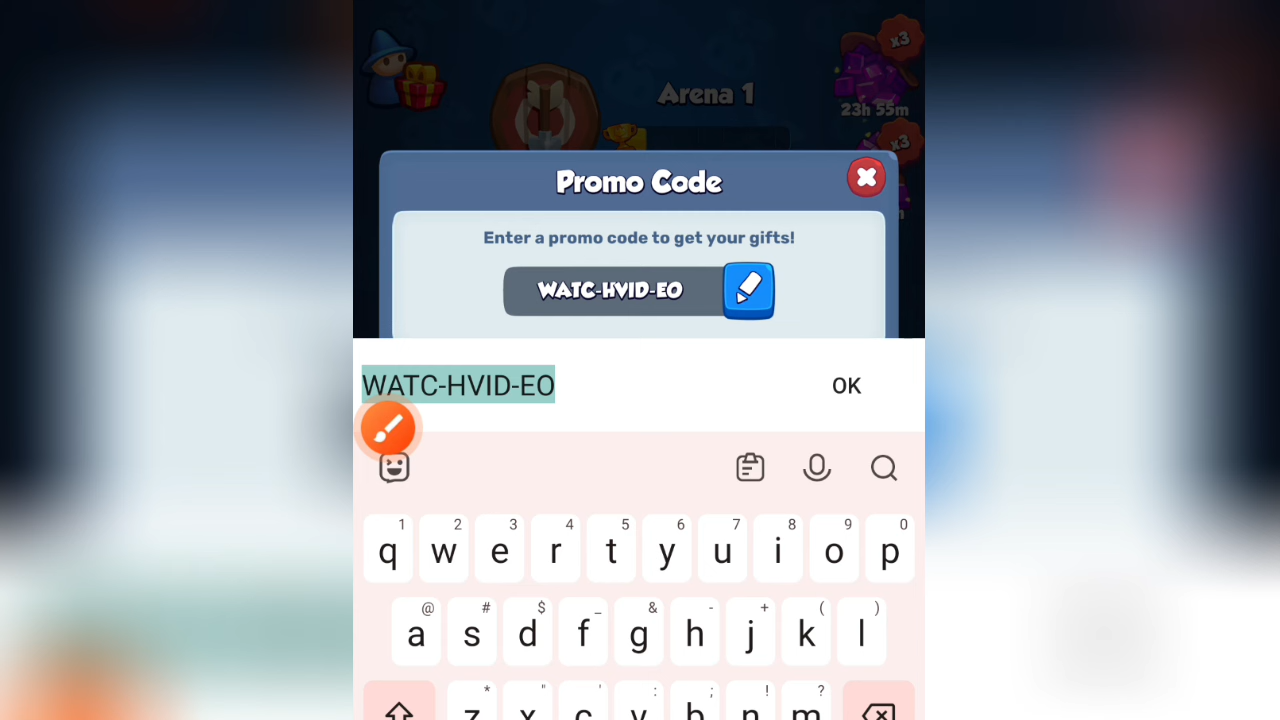 x3
Arena 1
23h 55m
x3
Promo Code
Enter a promo code to get your gifts!
WATC-HVID-EO
WATC-HVID-EO
OK
1 2 3 4 5 6 7 8 9 0
q w e r t y u i o p
@ # $ _ & - + ( )
a s d f g h j k l
* " ' : ; ! ?
z x c v b n m